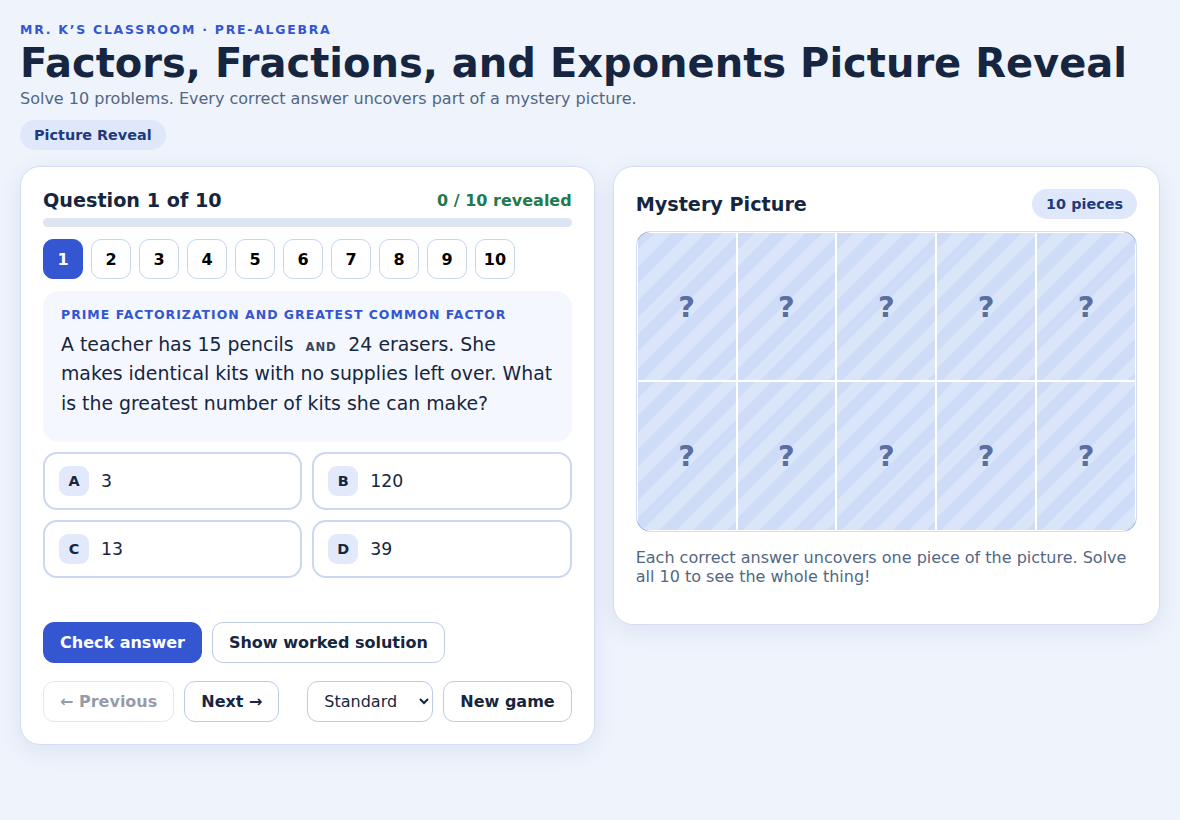 MR. K’S CLASSROOM · PRE-ALGEBRA
Factors, Fractions, and Exponents Picture Reveal
Solve 10 problems. Every correct answer uncovers part of a mystery picture.
Picture Reveal
Question 1 of 10
0 / 10 revealed
1 2 3 4 5 6 7 8 9 10
PRIME FACTORIZATION AND GREATEST COMMON FACTOR
A teacher has 15 pencils AND 24 erasers. She
makes identical kits with no supplies left over. What
is the greatest number of kits she can make?
A 3
B 120
C 13
D 39
Check answer
Show worked solution
← Previous
Next →
Standard
New game
Mystery Picture
10 pieces
? ? ? ? ?
? ? ? ? ?
Each correct answer uncovers one piece of the picture. Solve
all 10 to see the whole thing!